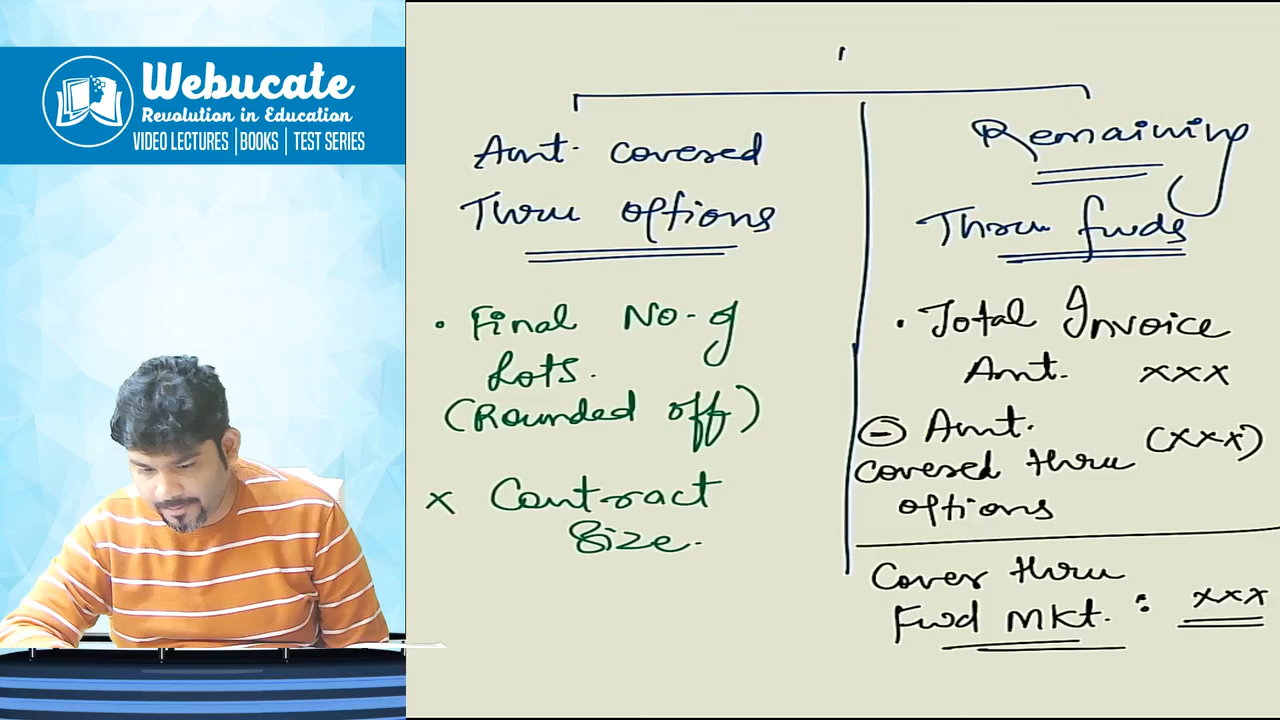 Webucate
Revolution in Education
VIDEO LECTURES | BOOKS | TEST SERIES
Amt. covered
Thru options
• Final No. of
Lots.
(Rounded off)
x Contract
Size.
Remaining
Thru fwds
• Total Invoice
Amt. xxx
⊖ Amt. (xxx)
covered thru
options
Cover thru
Fwd Mkt. : xxx